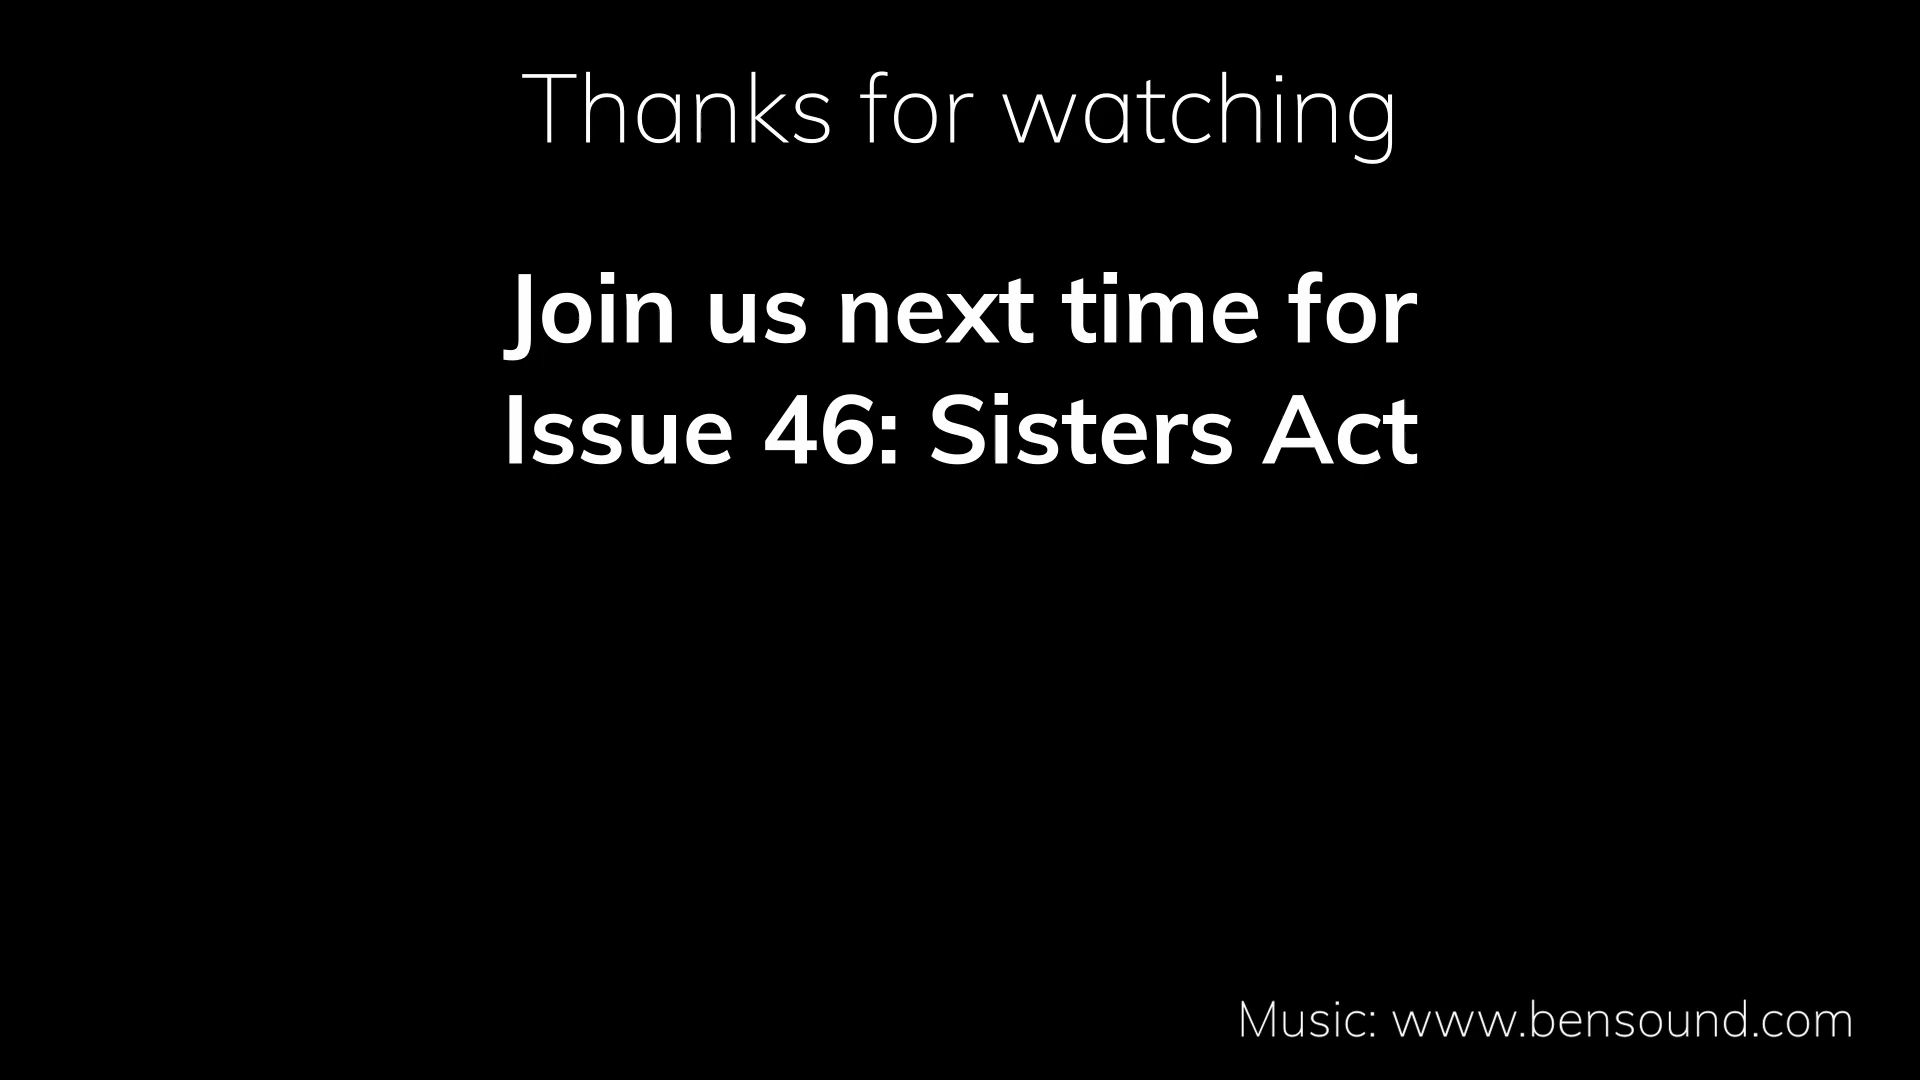 Thanks for watching
Join us next time for
Issue 46: Sisters Act
Music: www.bensound.com